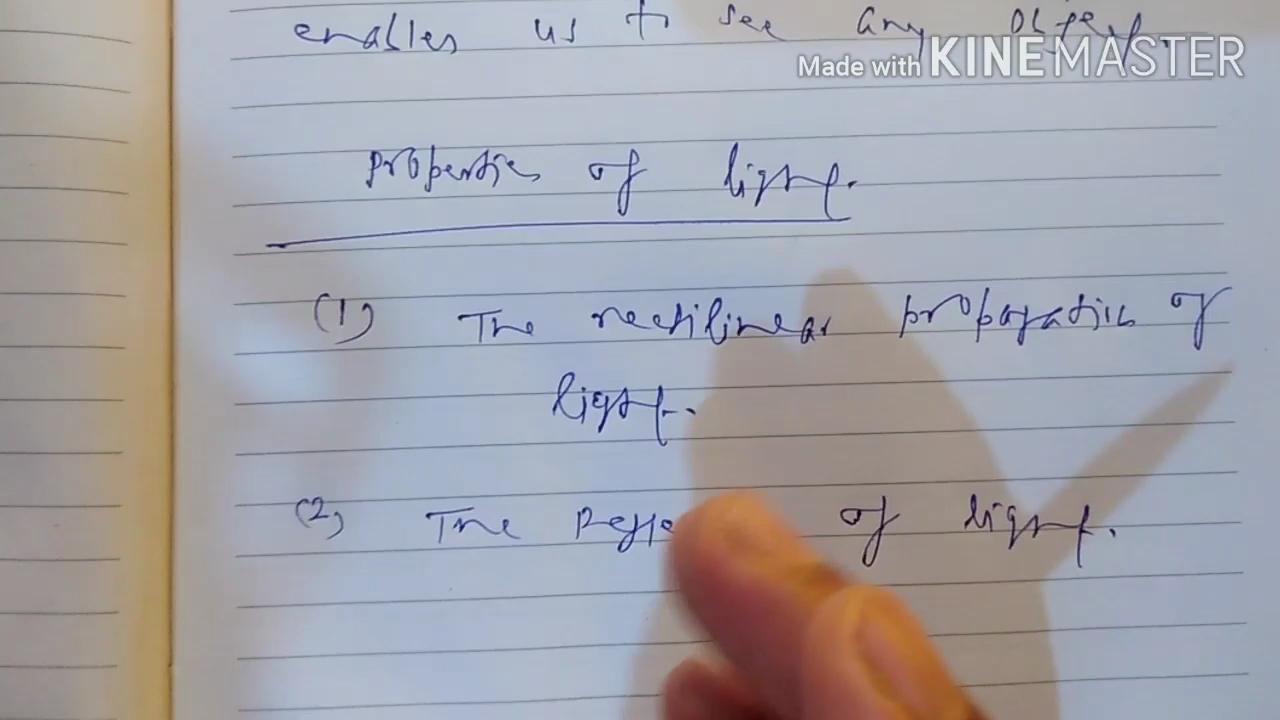 enables us to see any object.
Made with KINEMASTER
Properties of light.
(1) The rectilinear propagation of
light.
(2) The of light.